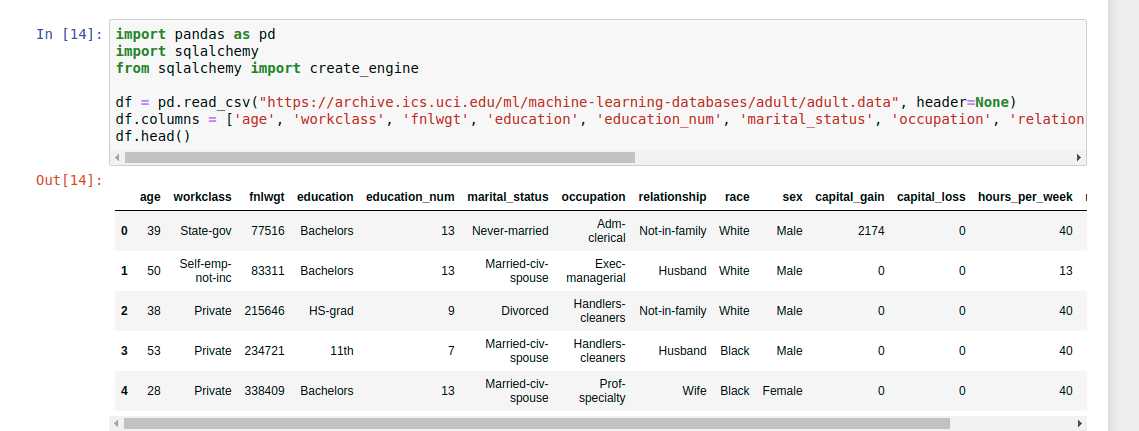 In [14]: import pandas as pd
import sqlalchemy
from sqlalchemy import create_engine
df = pd.read_csv("https://archive.ics.uci.edu/ml/machine-learning-databases/adult/adult.data", header=None)
df.columns = ['age', 'workclass', 'fnlwgt', 'education', 'education_num', 'marital_status', 'occupation', 'relation
df.head()
Out[14]:
age workclass fnlwgt education education_num marital_status occupation relationship race sex capital_gain capital_loss hours_per_week
0 39 State-gov 77516 Bachelors 13 Never-married Adm-clerical Not-in-family White Male 2174 0 40
1 50 Self-emp-not-inc 83311 Bachelors 13 Married-civ-spouse Exec-managerial Husband White Male 0 0 13
2 38 Private 215646 HS-grad 9 Divorced Handlers-cleaners Not-in-family White Male 0 0 40
3 53 Private 234721 11th 7 Married-civ-spouse Handlers-cleaners Husband Black Male 0 0 40
4 28 Private 338409 Bachelors 13 Married-civ-spouse Prof-specialty Wife Black Female 0 0 40